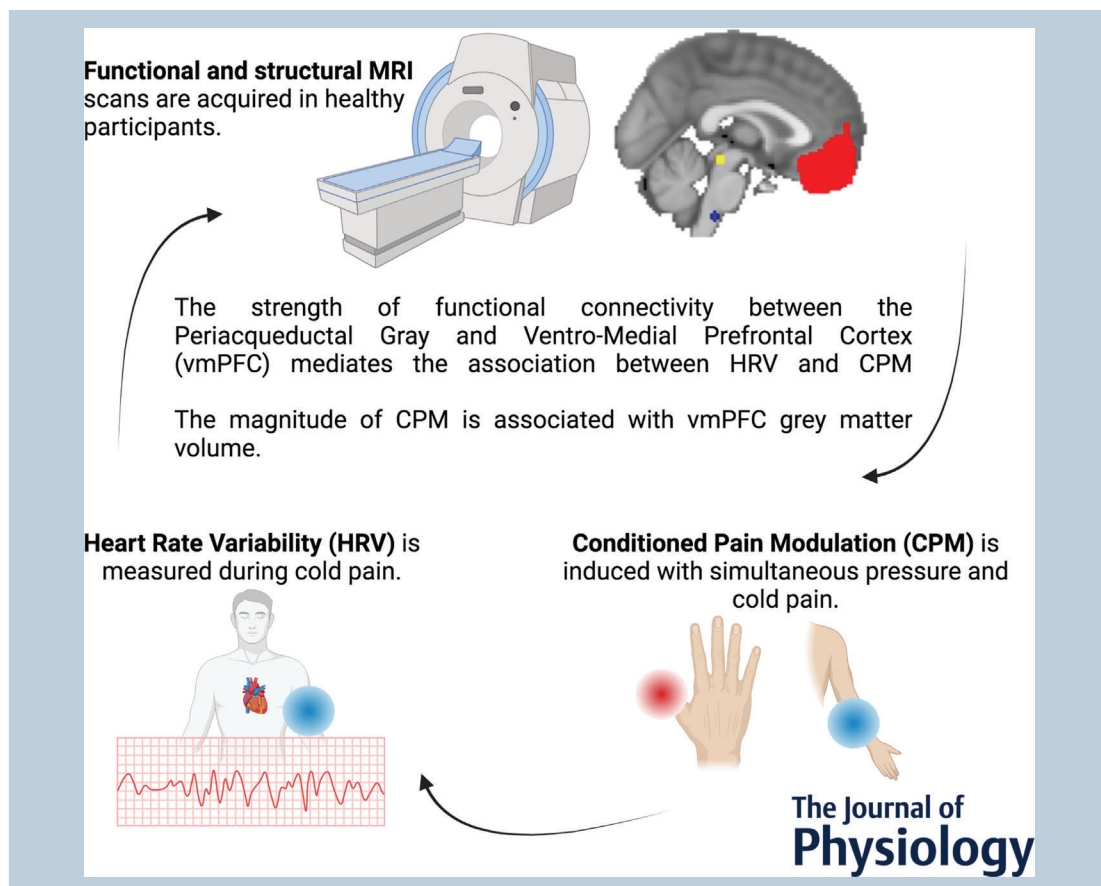 Functional and structural MRI
scans are acquired in healthy
participants.
The strength of functional connectivity between the
Periacqueductal Gray and Ventro-Medial Prefrontal Cortex
(vmPFC) mediates the association between HRV and CPM
The magnitude of CPM is associated with vmPFC grey matter
volume.
Heart Rate Variability (HRV) is
measured during cold pain.
Conditioned Pain Modulation (CPM) is
induced with simultaneous pressure and
cold pain.
The Journal of
Physiology